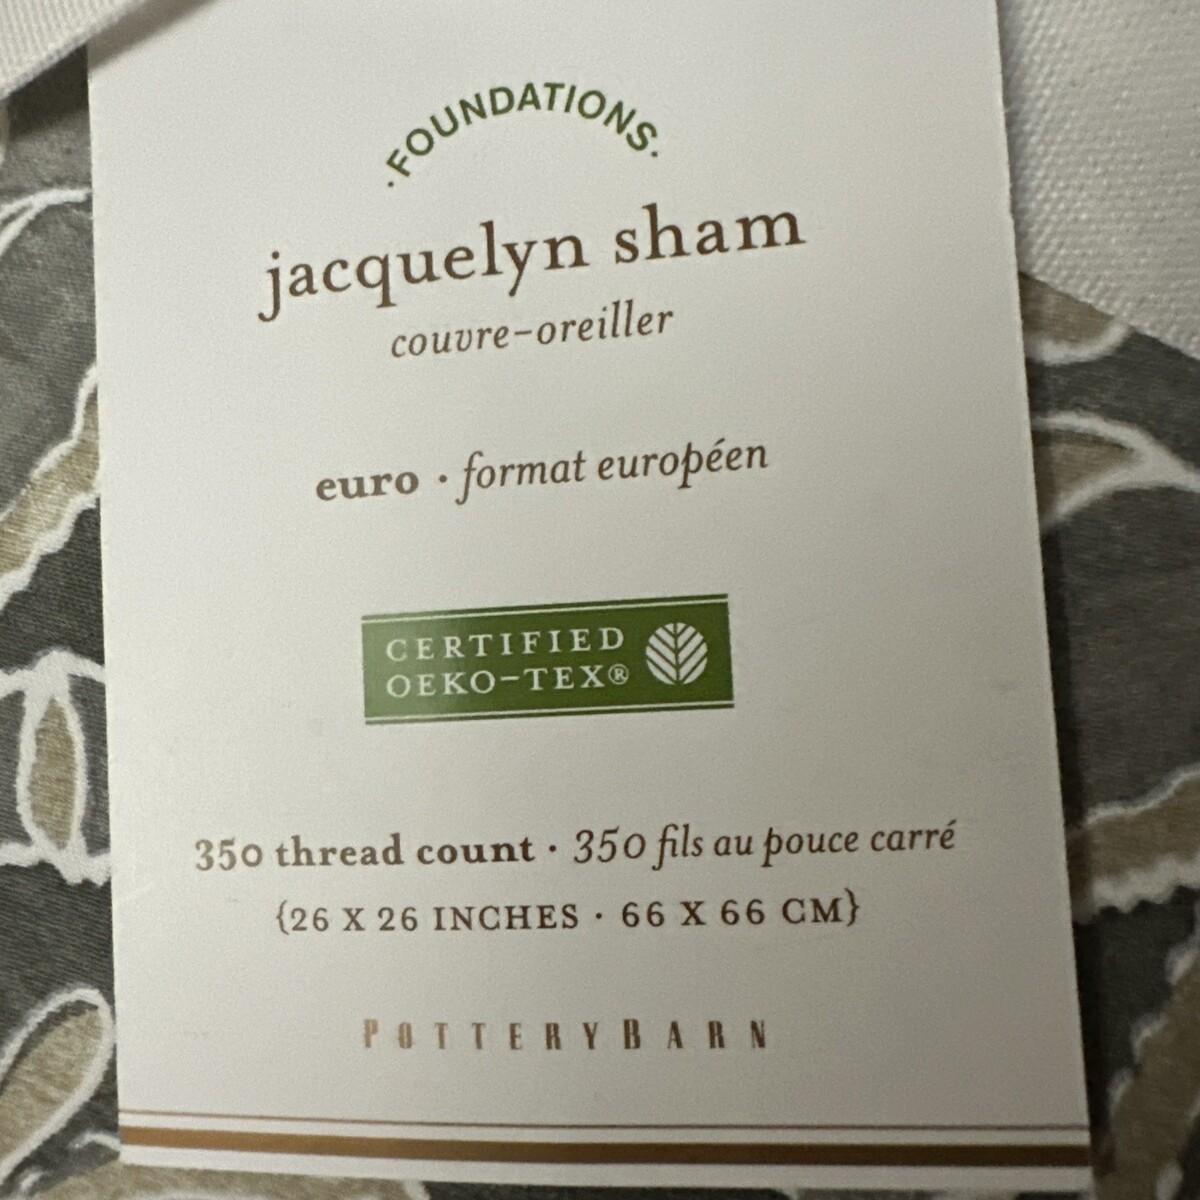 ·FOUNDATIONS·
jacquelyn sham
couvre-oreiller
euro · format européen
CERTIFIED
OEKO-TEX®
350 thread count · 350 fils au pouce carré
{26 X 26 INCHES · 66 X 66 CM}
POTTERYBARN